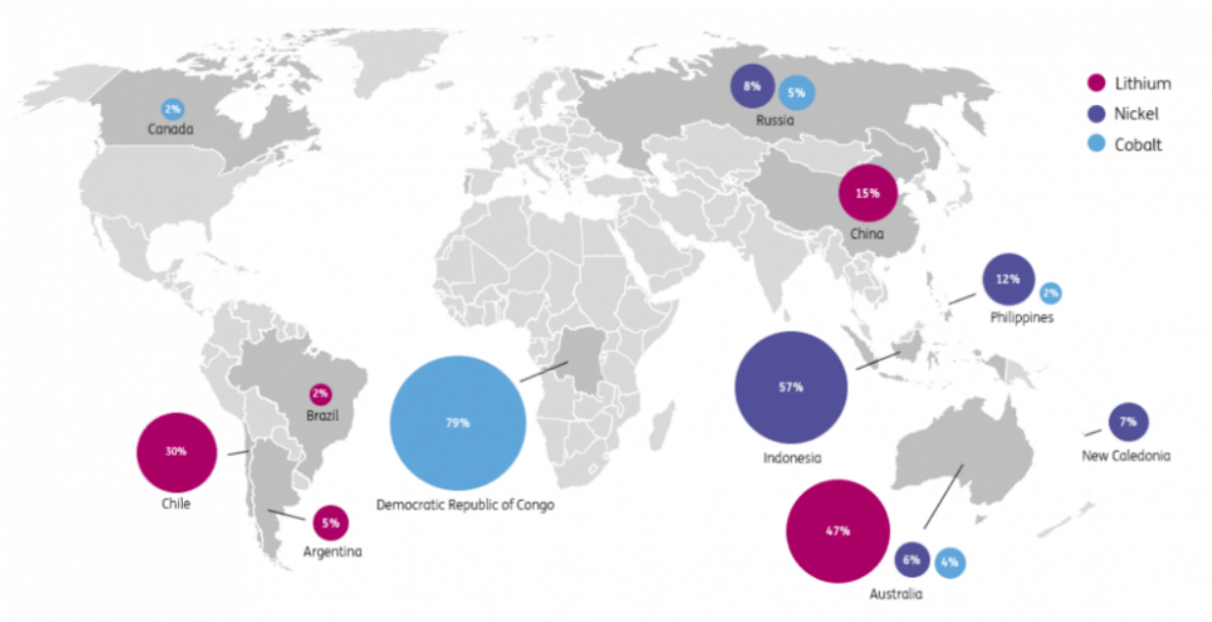 8%
5%
Russia
Lithium
Nickel
Cobalt
2%
Canada
15%
China
12%
2%
Philippines
57%
Indonesia
2%
Brazil
79%
Democratic Republic of Congo
7%
New Caledonia
30%
Chile
5%
Argentina
47%
6%
4%
Australia